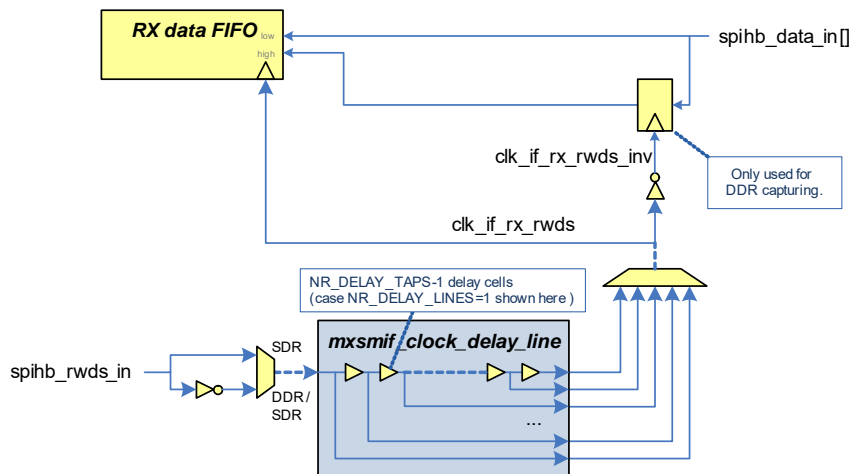 RX data FIFO
low
high
spihb_data_in[]
clk_if_rx_rwds_inv
Only used for
DDR capturing.
clk_if_rx_rwds
NR_DELAY_TAPS-1 delay cells
(case NR_DELAY_LINES=1 shown here )
mxsmif_clock_delay_line
SDR
spihb_rwds_in
DDR /
SDR
...